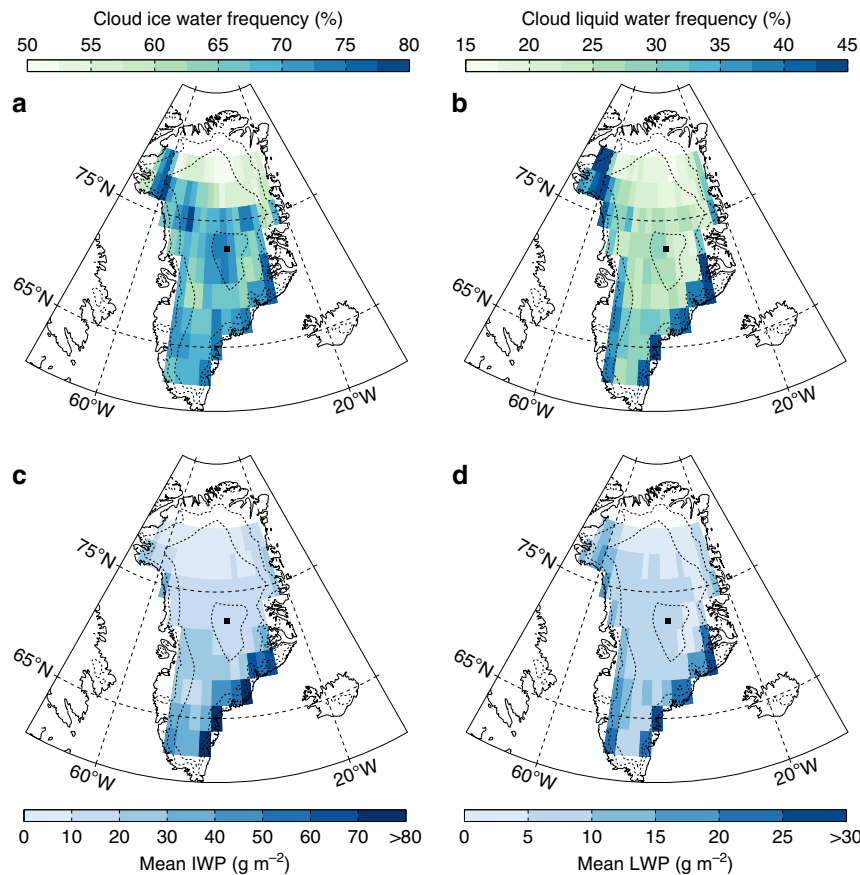 Cloud ice water frequency (%)
50 55 60 65 70 75 80
Cloud liquid water frequency (%)
15 20 25 30 35 40 45
a
75°N
65°N
60°W
20°W
b
75°N
65°N
60°W
20°W
c
75°N
65°N
60°W
20°W
d
75°N
65°N
60°W
20°W
0 10 20 30 40 50 60 70 >80
Mean IWP (g m⁻²)
0 5 10 15 20 25 >30
Mean LWP (g m⁻²)